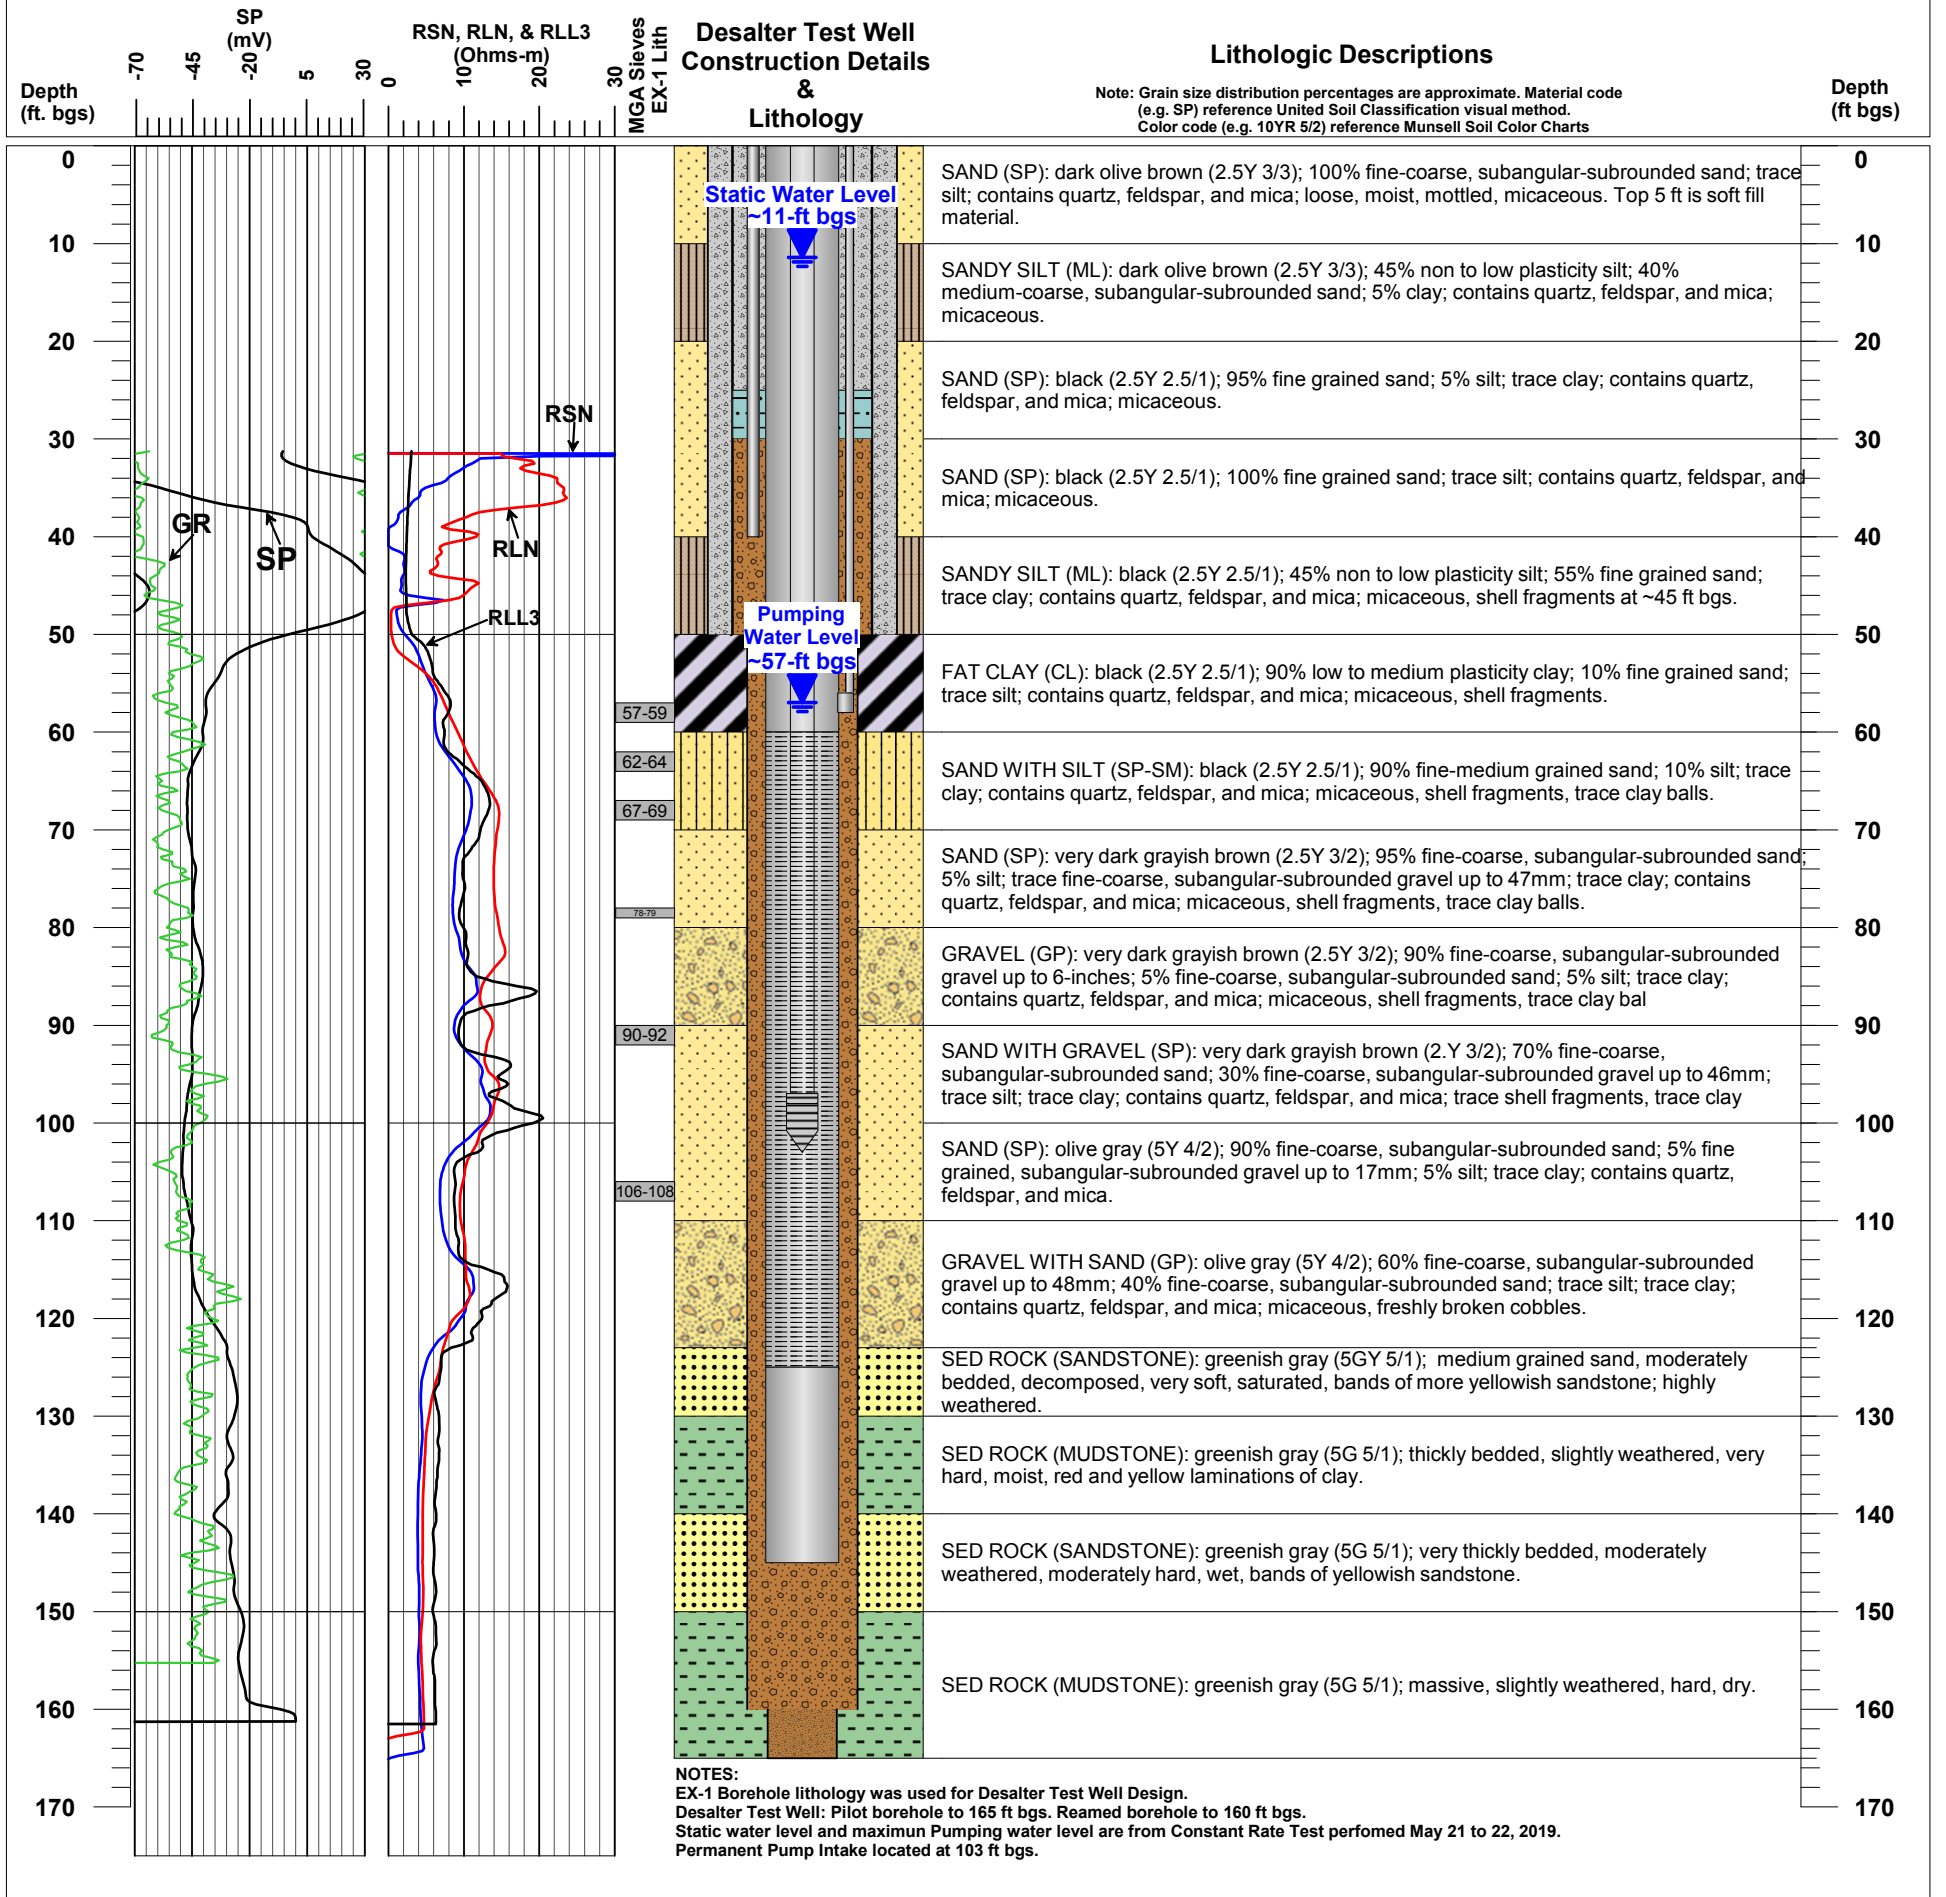 SP
(mV)
-70
-45
-20
5
30
RSN, RLN, & RLL3
(Ohms-m)
0
10
20
30
MGA Sieves
EX-1 Lith
Desalter Test Well
Construction Details
&
Lithology
Lithologic Descriptions
Note: Grain size distribution percentages are approximate. Material code
(e.g. SP) reference United Soil Classification visual method.
Color code (e.g. 10YR 5/2) reference Munsell Soil Color Charts
Depth
(ft. bgs)
Depth
(ft bgs)
0
10
20
30
40
50
60
70
80
90
100
110
120
130
140
150
160
170
GR
SP
RSN
RLN
RLL3
57-59
62-64
67-69
78-79
90-92
106-108
Static Water Level
~11-ft bgs
Pumping
Water Level
~57-ft bgs
SAND (SP): dark olive brown (2.5Y 3/3); 100% fine-coarse, subangular-subrounded sand; trace
silt; contains quartz, feldspar, and mica; loose, moist, mottled, micaceous. Top 5 ft is soft fill
material.
SANDY SILT (ML): dark olive brown (2.5Y 3/3); 45% non to low plasticity silt; 40%
medium-coarse, subangular-subrounded sand; 5% clay; contains quartz, feldspar, and mica;
micaceous.
SAND (SP): black (2.5Y 2.5/1); 95% fine grained sand; 5% silt; trace clay; contains quartz,
feldspar, and mica; micaceous.
SAND (SP): black (2.5Y 2.5/1); 100% fine grained sand; trace silt; contains quartz, feldspar, and
mica; micaceous.
SANDY SILT (ML): black (2.5Y 2.5/1); 45% non to low plasticity silt; 55% fine grained sand;
trace clay; contains quartz, feldspar, and mica; micaceous, shell fragments at ~45 ft bgs.
FAT CLAY (CL): black (2.5Y 2.5/1); 90% low to medium plasticity clay; 10% fine grained sand;
trace silt; contains quartz, feldspar, and mica; micaceous, shell fragments.
SAND WITH SILT (SP-SM): black (2.5Y 2.5/1); 90% fine-medium grained sand; 10% silt; trace
clay; contains quartz, feldspar, and mica; micaceous, shell fragments, trace clay balls.
SAND (SP): very dark grayish brown (2.5Y 3/2); 95% fine-coarse, subangular-subrounded sand;
5% silt; trace fine-coarse, subangular-subrounded gravel up to 47mm; trace clay; contains
quartz, feldspar, and mica; micaceous, shell fragments, trace clay balls.
GRAVEL (GP): very dark grayish brown (2.5Y 3/2); 90% fine-coarse, subangular-subrounded
gravel up to 6-inches; 5% fine-coarse, subangular-subrounded sand; 5% silt; trace clay;
contains quartz, feldspar, and mica; micaceous, shell fragments, trace clay bal
SAND WITH GRAVEL (SP): very dark grayish brown (2.Y 3/2); 70% fine-coarse,
subangular-subrounded sand; 30% fine-coarse, subangular-subrounded gravel up to 46mm;
trace silt; trace clay; contains quartz, feldspar, and mica; trace shell fragments, trace clay
SAND (SP): olive gray (5Y 4/2); 90% fine-coarse, subangular-subrounded sand; 5% fine
grained, subangular-subrounded gravel up to 17mm; 5% silt; trace clay; contains quartz,
feldspar, and mica.
GRAVEL WITH SAND (GP): olive gray (5Y 4/2); 60% fine-coarse, subangular-subrounded
gravel up to 48mm; 40% fine-coarse, subangular-subrounded sand; trace silt; trace clay;
contains quartz, feldspar, and mica; micaceous, freshly broken cobbles.
SED ROCK (SANDSTONE): greenish gray (5GY 5/1); medium grained sand, moderately
bedded, decomposed, very soft, saturated, bands of more yellowish sandstone; highly
weathered.
SED ROCK (MUDSTONE): greenish gray (5G 5/1); thickly bedded, slightly weathered, very
hard, moist, red and yellow laminations of clay.
SED ROCK (SANDSTONE): greenish gray (5G 5/1); very thickly bedded, moderately
weathered, moderately hard, wet, bands of yellowish sandstone.
SED ROCK (MUDSTONE): greenish gray (5G 5/1); massive, slightly weathered, hard, dry.
0
10
20
30
40
50
60
70
80
90
100
110
120
130
140
150
160
170
NOTES:
EX-1 Borehole lithology was used for Desalter Test Well Design.
Desalter Test Well: Pilot borehole to 165 ft bgs. Reamed borehole to 160 ft bgs.
Static water level and maximun Pumping water level are from Constant Rate Test perfomed May 21 to 22, 2019.
Permanent Pump Intake located at 103 ft bgs.